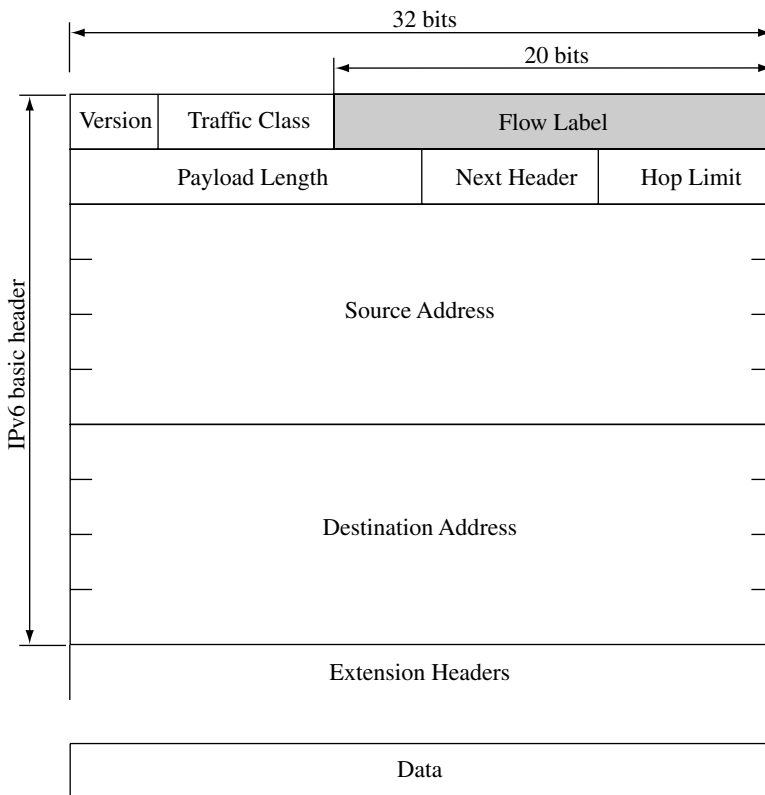 32 bits
20 bits
Version Traffic Class Flow Label
Payload Length Next Header Hop Limit
Source Address
IPv6 basic header
Destination Address
Extension Headers
Data